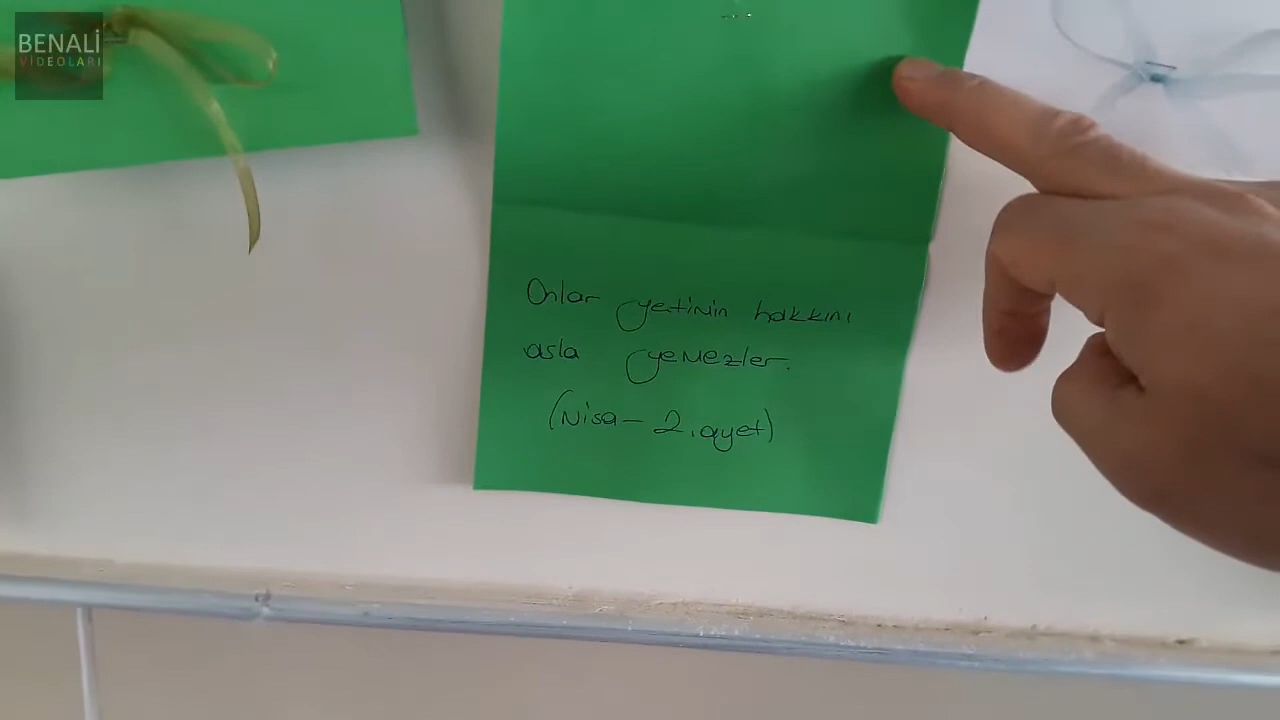 BENALİ
VİDEOLARI
Onlar yetimin hakkını
asla yemezler.
(Nisa - 2. ayet)